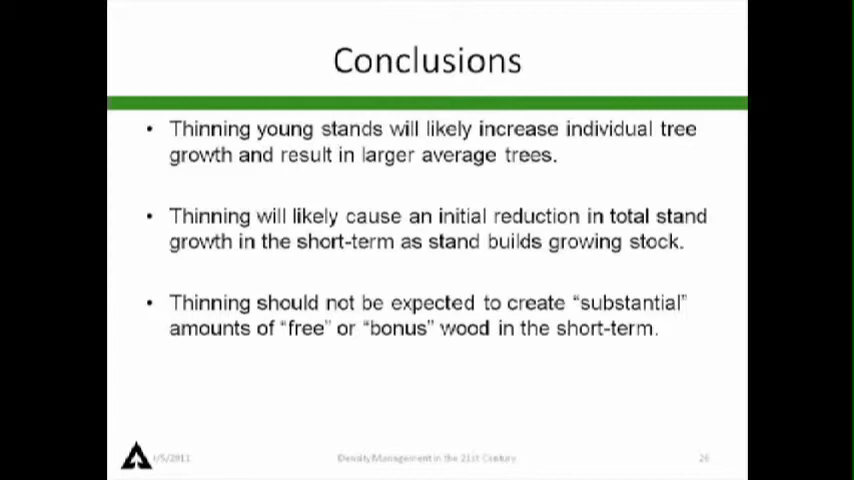 Conclusions
• Thinning young stands will likely increase individual tree
growth and result in larger average trees.
• Thinning will likely cause an initial reduction in total stand
growth in the short-term as stand builds growing stock.
• Thinning should not be expected to create “substantial”
amounts of “free” or “bonus” wood in the short-term.
Density Management in the 21st Century